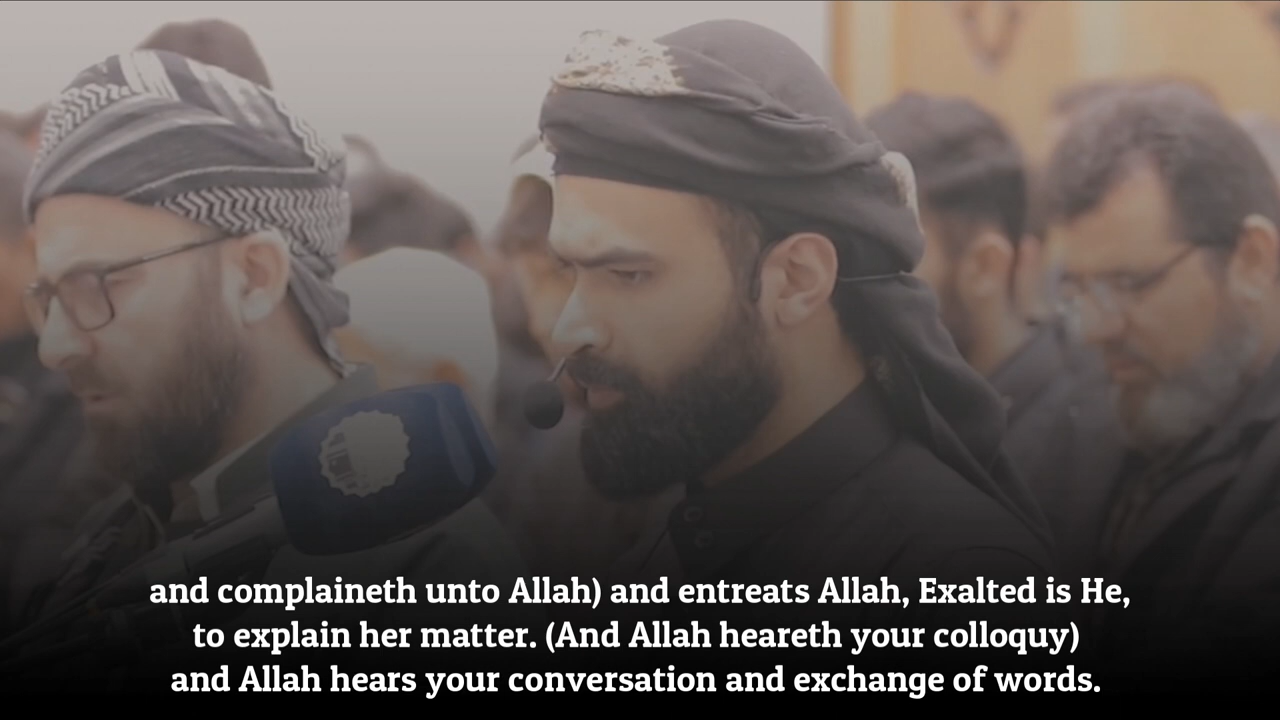 and complaineth unto Allah) and entreats Allah, Exalted is He,
to explain her matter. (And Allah heareth your colloquy)
and Allah hears your conversation and exchange of words.